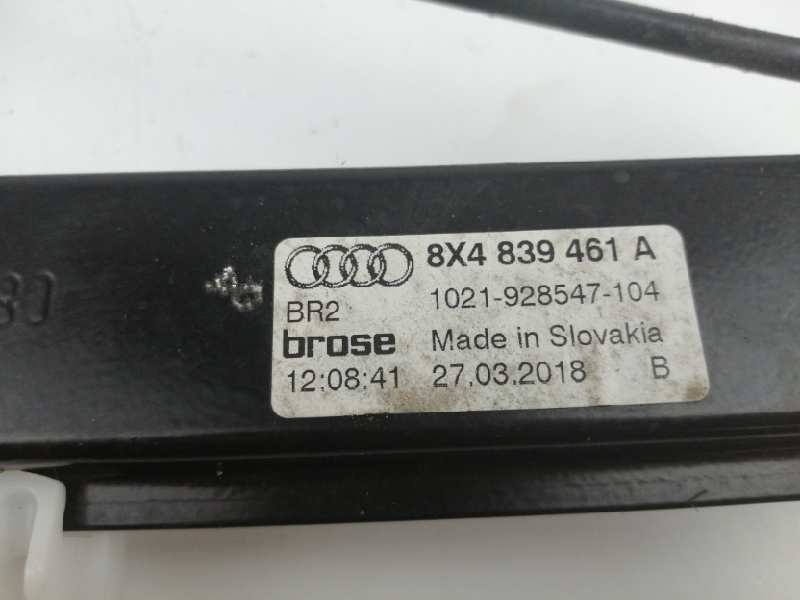 8X4 839 461 A
BR2 1021-928547-104
brose Made in Slovakia
12:08:41 27.03.2018 B